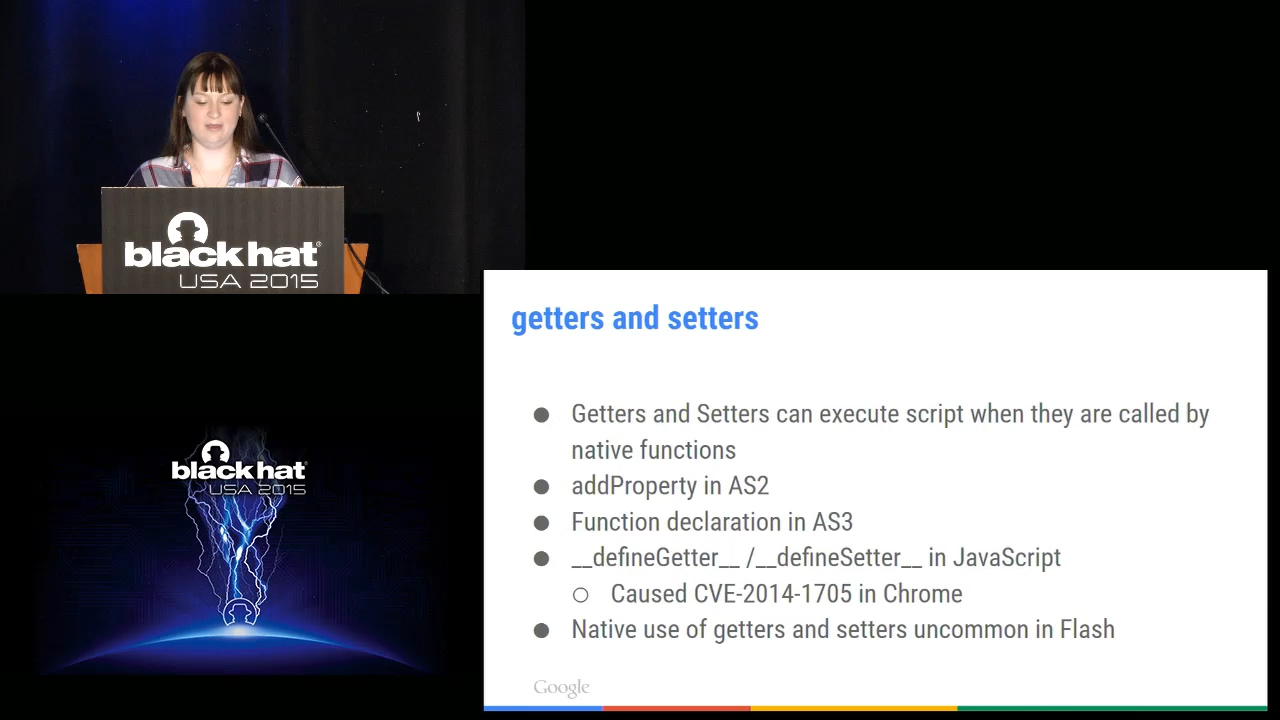 black hat®
USA 2015
getters and setters
● Getters and Setters can execute script when they are called by
native functions
● addProperty in AS2
● Function declaration in AS3
● __defineGetter__ /__defineSetter__ in JavaScript
○ Caused CVE-2014-1705 in Chrome
● Native use of getters and setters uncommon in Flash
Google
black hat
USA 2015